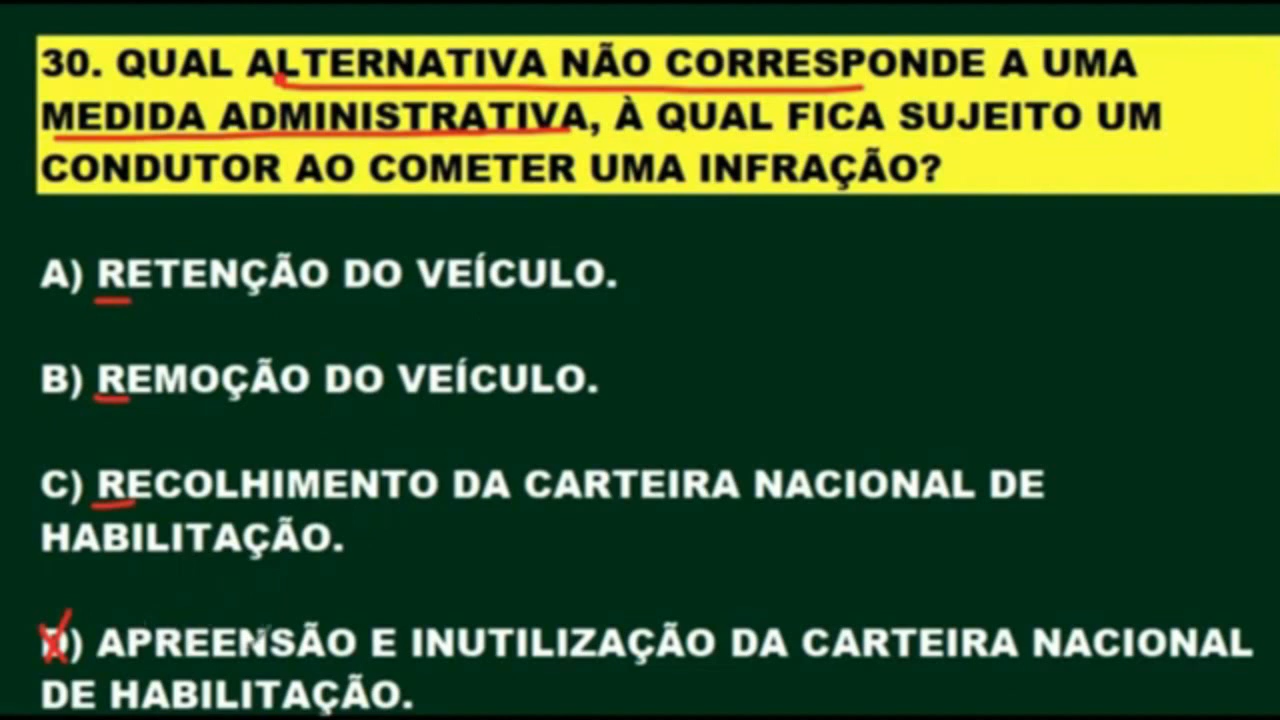 30. QUAL ALTERNATIVA NÃO CORRESPONDE A UMA
MEDIDA ADMINISTRATIVA, À QUAL FICA SUJEITO UM
CONDUTOR AO COMETER UMA INFRAÇÃO?
A) RETENÇÃO DO VEÍCULO.
B) REMOÇÃO DO VEÍCULO.
C) RECOLHIMENTO DA CARTEIRA NACIONAL DE
HABILITAÇÃO.
D) APREENSÃO E INUTILIZAÇÃO DA CARTEIRA NACIONAL
DE HABILITAÇÃO.